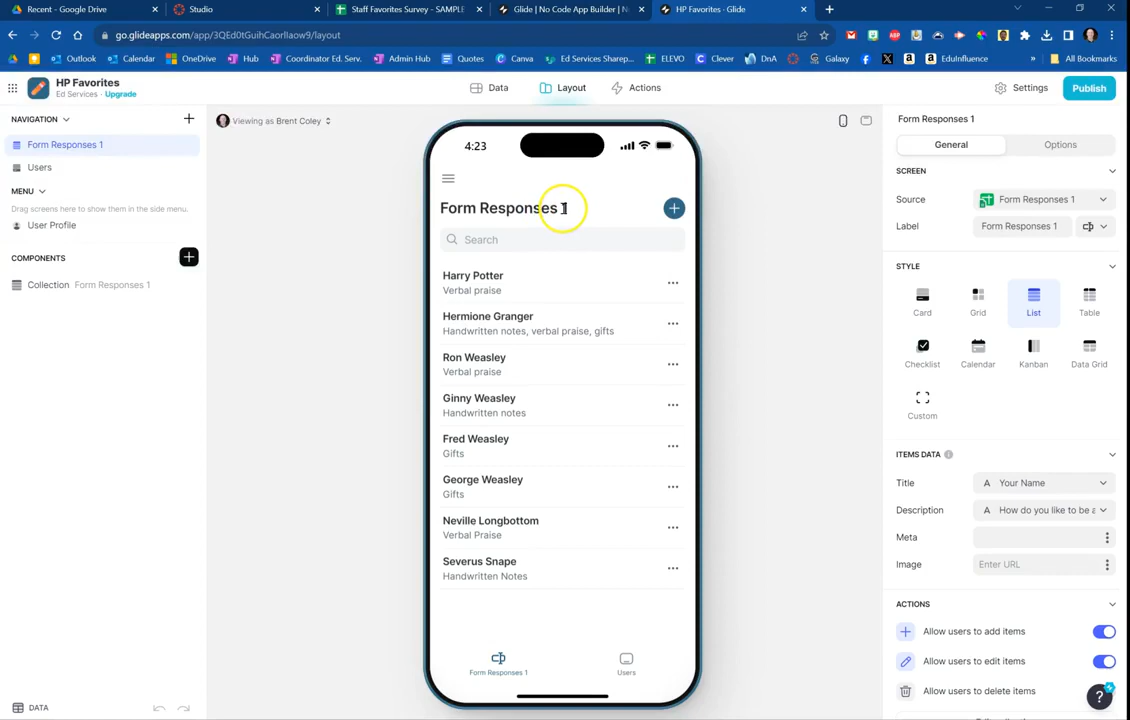 Recent - Google Drive
Studio
Staff Favorites Survey - SAMPLE
Glide | No Code App Builder | N
HP Favorites · Glide
go.glideapps.com/app/3QEd0tGuihCaorIlaow9/layout
Outlook
Calendar
OneDrive
Hub
Coordinator Ed. Serv.
Admin Hub
Quotes
Canva
Ed Services Sharep...
ELEVO
Clever
DnA
Galaxy
EduInfluence
All Bookmarks
HP Favorites
Ed Services Upgrade
Data
Layout
Actions
Settings
Publish
NAVIGATION
Form Responses 1
Users
MENU
Drag screens here to show them in the side menu.
User Profile
COMPONENTS
Collection Form Responses 1
DATA
Viewing as Brent Coley
4:23
Form Responses 1
Search
Harry Potter
Verbal praise
Hermione Granger
Handwritten notes, verbal praise, gifts
Ron Weasley
Verbal praise
Ginny Weasley
Handwritten notes
Fred Weasley
Gifts
George Weasley
Gifts
Neville Longbottom
Verbal Praise
Severus Snape
Handwritten Notes
Form Responses 1
Users
Form Responses 1
General
Options
SCREEN
Source
Form Responses 1
Label
Form Responses 1
STYLE
Card
Grid
List
Table
Checklist
Calendar
Kanban
Data Grid
Custom
ITEMS DATA
Title
A Your Name
Description
A How do you like to be a
Meta
Image
Enter URL
ACTIONS
Allow users to add items
Allow users to edit items
Allow users to delete items